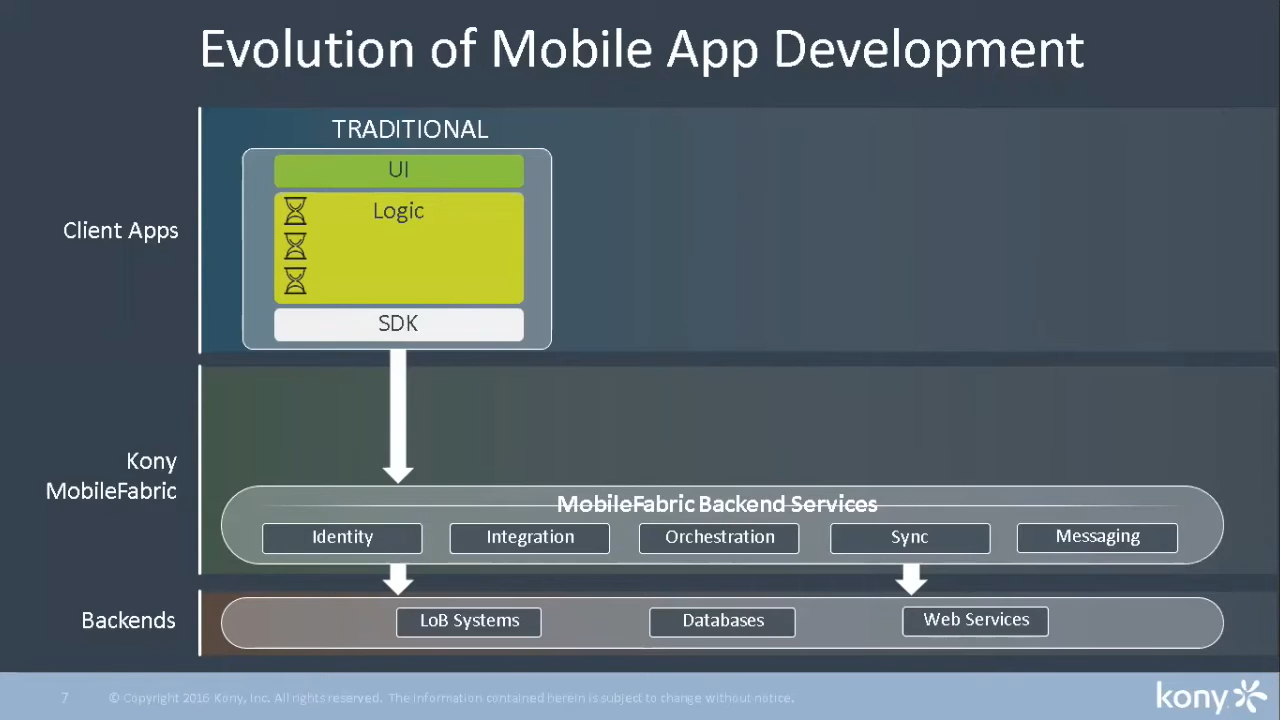 Evolution of Mobile App Development
TRADITIONAL
UI
Logic
SDK
Client Apps
Kony
MobileFabric
MobileFabric Backend Services
Identity
Integration
Orchestration
Sync
Messaging
Backends
LoB Systems
Databases
Web Services
7
© Copyright 2016 Kony, Inc. All rights reserved. The information contained herein is subject to change without notice.
kony